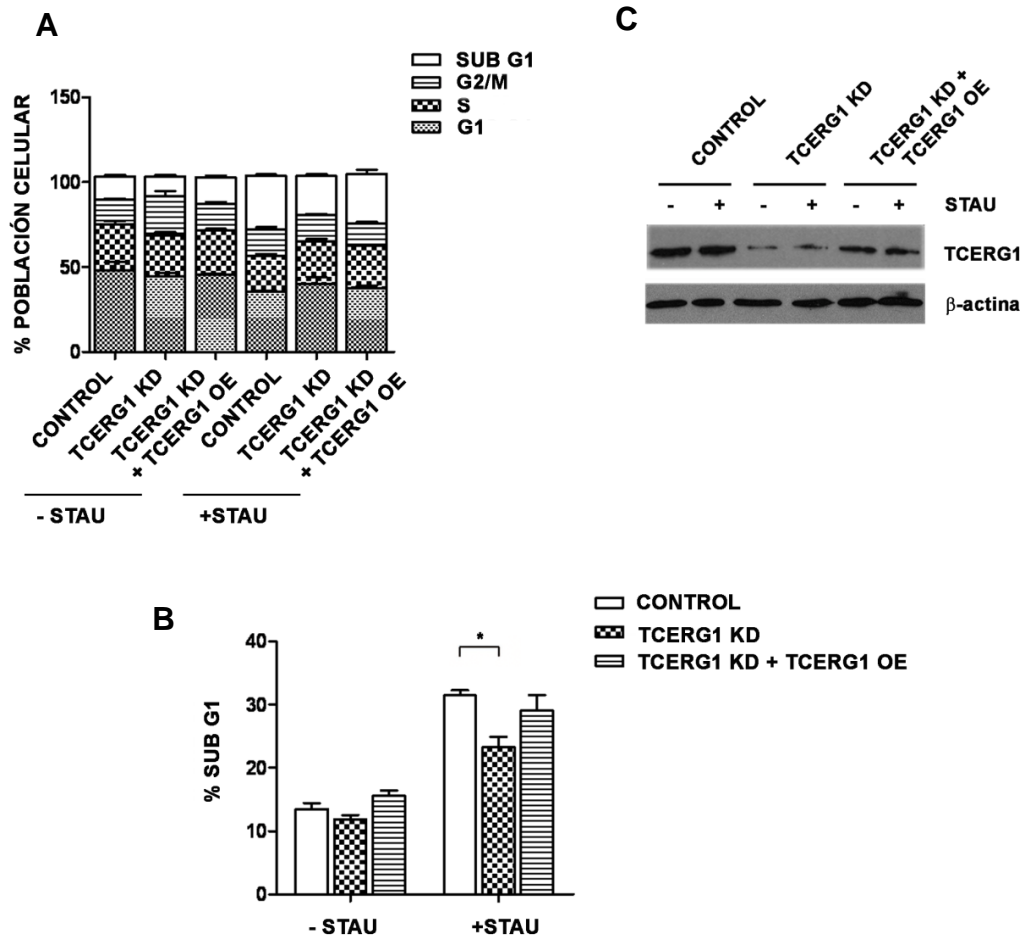 A
SUB G1
G2/M
S
G1
% POBLACIÓN CELULAR
150
100
50
0
CONTROL
TCERG1 KD
TCERG1 KD
+ TCERG1 OE
CONTROL
TCERG1 KD
TCERG1 KD
+ TCERG1 OE
- STAU
+STAU
C
CONTROL
TCERG1 KD
TCERG1 KD +
TCERG1 OE
- + - + - + STAU
TCERG1
β-actina
B
CONTROL
TCERG1 KD
TCERG1 KD + TCERG1 OE
% SUB G1
40
30
20
10
0
*
- STAU
+STAU